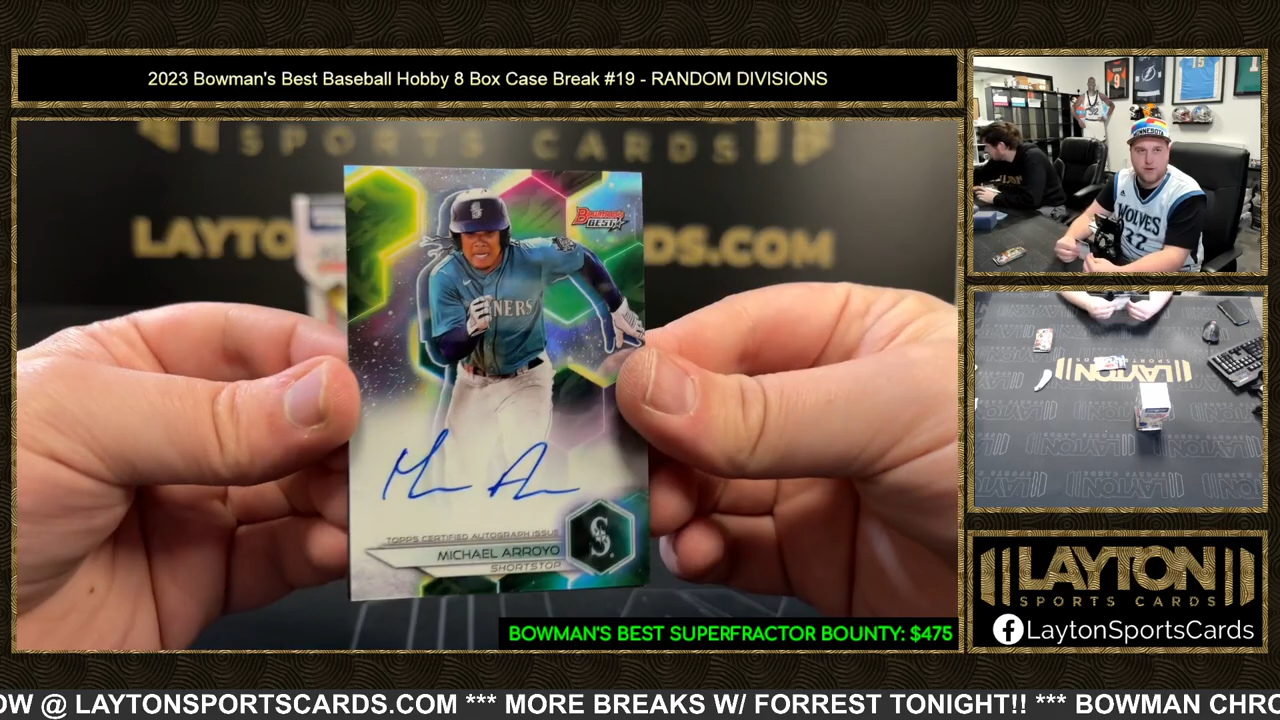 2023 Bowman's Best Baseball Hobby 8 Box Case Break #19 - RANDOM DIVISIONS
SPORTS CARDS
Bowman's
BEST
MINNESOTA
WOLVES
TOPPS CERTIFIED AUTOGRAPH ISSUE
MICHAEL ARROYO
SHORTSTOP
S
LAYTON
LAYTON
SPORTS CARDS
LaytonSportsCards
BOWMAN'S BEST SUPERFRACTOR BOUNTY: $475
OW @ LAYTONSPORTSCARDS.COM *** MORE BREAKS W/ FORREST TONIGHT!! *** BOWMAN CHRO